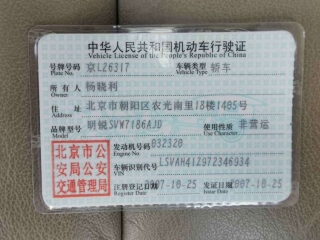 中华人民共和国机动车行驶证
Vehicle License of the People's Republic of China
号牌号码 京L26317 车辆类型 轿车
Plate No. Vehicle Type
所有人 杨晓利
Owner
住址 北京市朝阳区农光南里18楼1405号
Address
品牌型号 明锐SVW7186AJD 使用性质 非营运
Model Use Character
北京市公安局公安交通管理局
发动机号码 032320
Engine No.
车辆识别代号 LSVAH41Z972346934
VIN
注册登记日期 2007-10-25 发证日期 2007-10-25
Register Date Issue Date